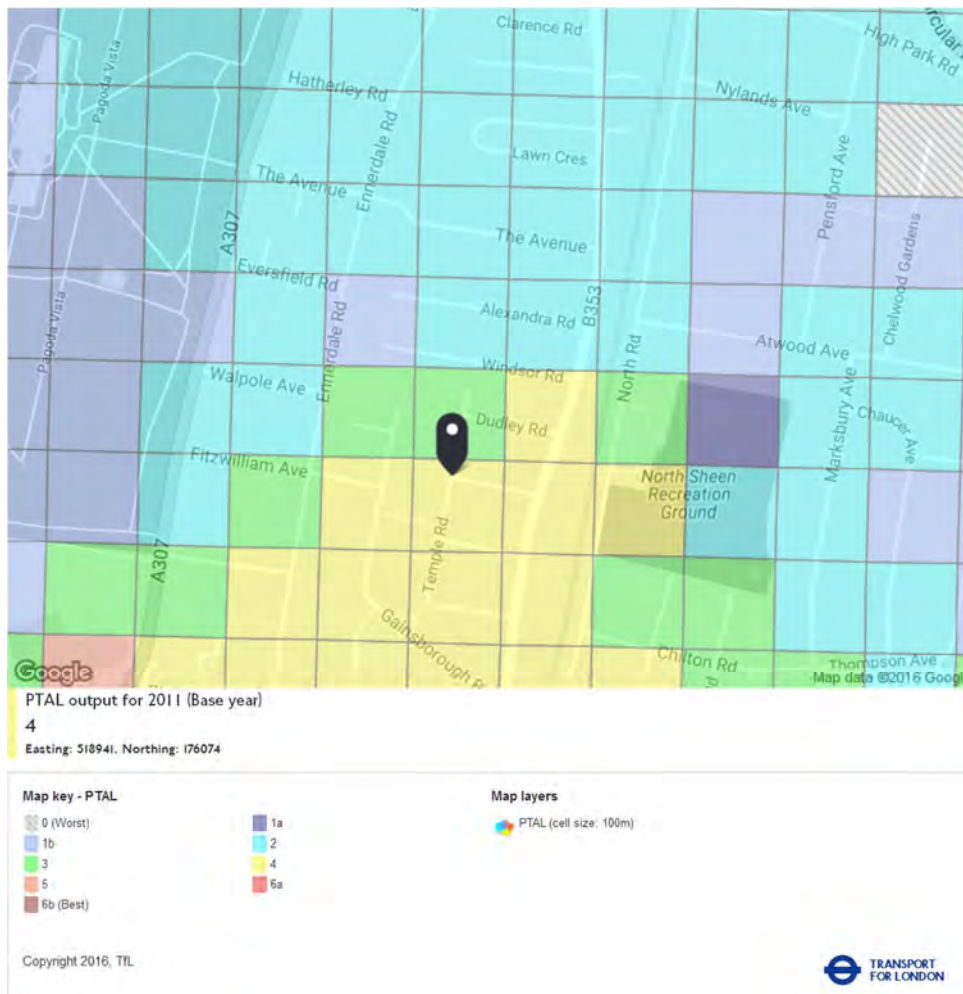 Clarence Rd
High Park Rd
Pagoda Vista
Hatherley Rd
Nylands Ave
Ennerdale Rd
Lawn Cres
The Avenue
Pensford Ave
A307
The Avenue
Eversfield Rd
Chelwood Gardens
Pagoda Vista
Ennerdale Rd
Alexandra Rd
B353
North Rd
Atwood Ave
Walpole Ave
Windsor Rd
Dudley Rd
Marksbury Ave
Chaucer Ave
Fitzwilliam Ave
North Sheen
Recreation
Ground
A307
Temple Rd
Gainsborough R
Chilton Rd
Thompson Ave
Google
Map data ©2016 Googl
PTAL output for 2011 (Base year)
4
Easting: 518941, Northing: 176074
Map key - PTAL
Map layers
0 (Worst)
1a
PTAL (cell size: 100m)
1b
2
3
4
5
6a
6b (Best)
Copyright 2016, TfL
TRANSPORT
FOR LONDON